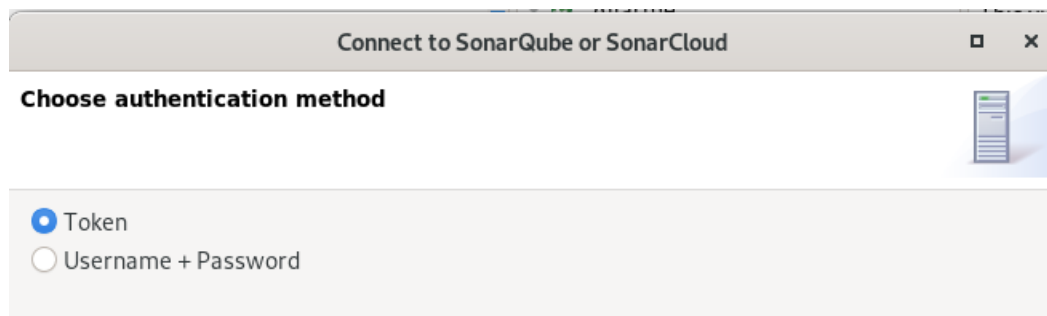 Connect to SonarQube or SonarCloud
Choose authentication method
Token
Username + Password